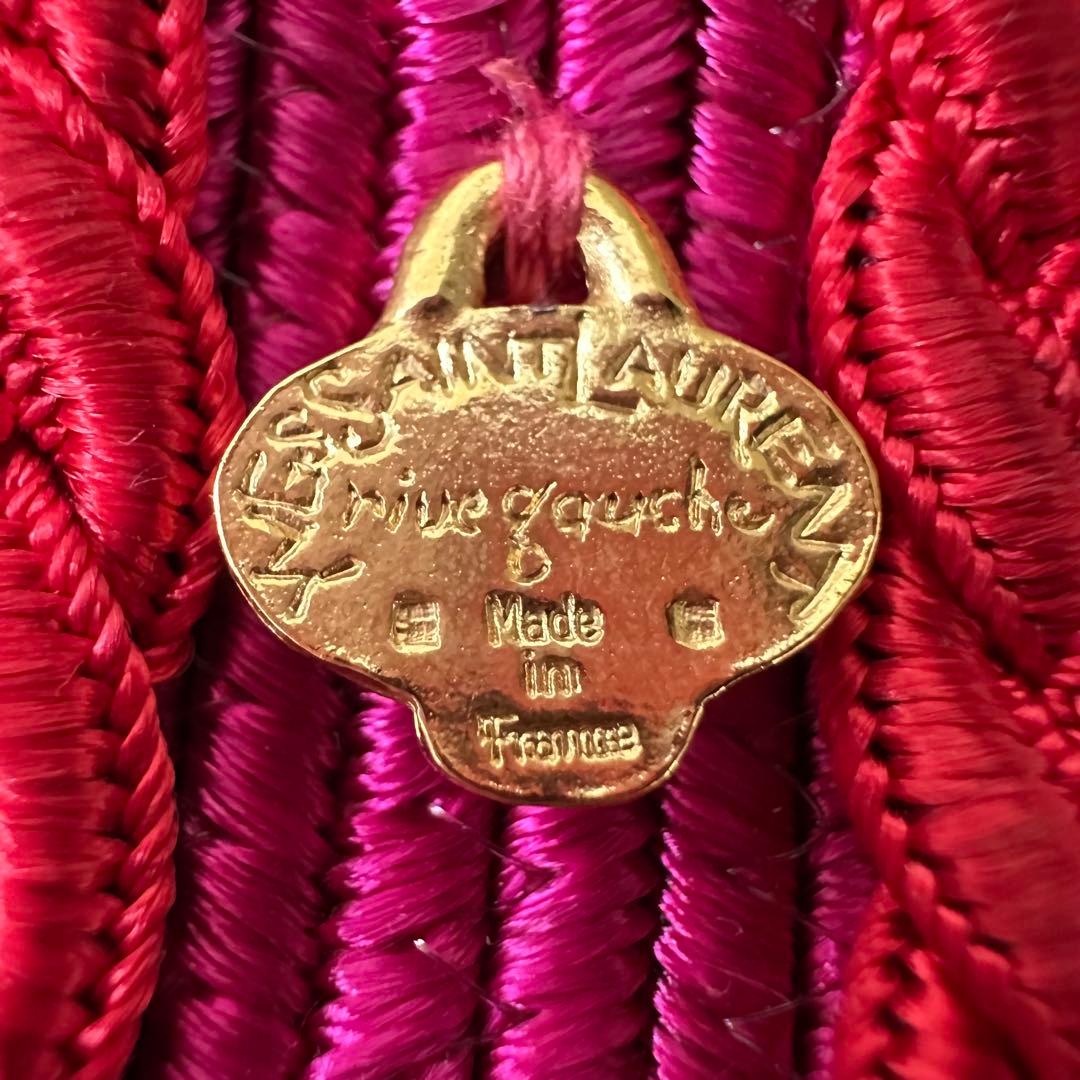 YVES SAINT LAURENT
rive gauche
Made
in
France